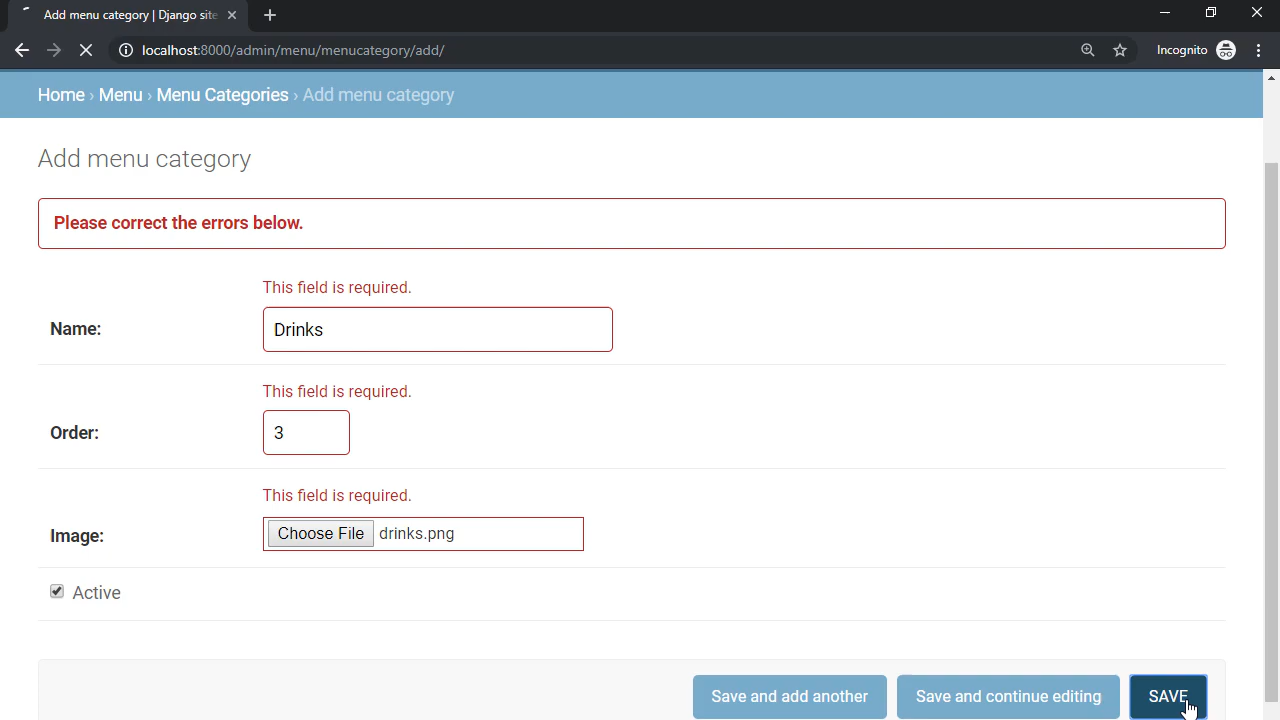 Add menu category | Django site
localhost:8000/admin/menu/menucategory/add/
Incognito
Home › Menu › Menu Categories › Add menu category
Add menu category
Please correct the errors below.
This field is required.
Name: Drinks
This field is required.
Order: 3
This field is required.
Image: Choose File drinks.png
Active
Save and add another Save and continue editing SAVE